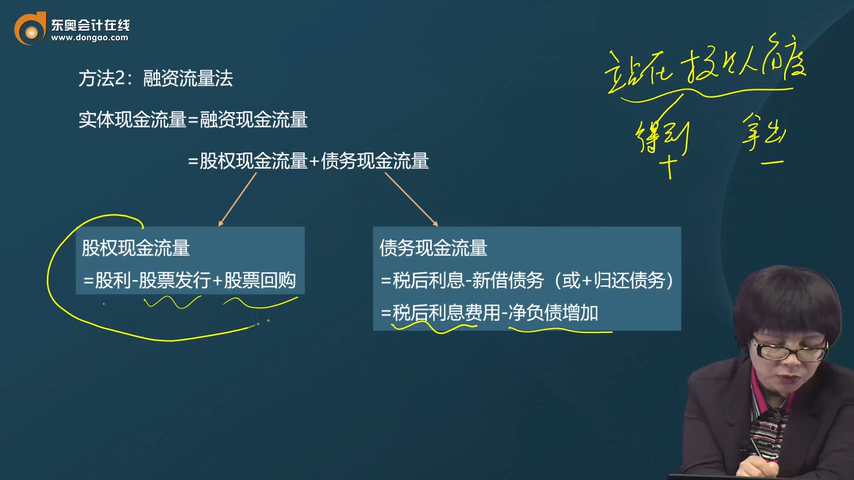 东奥会计在线
www.dongao.com
方法2：融资流量法
站在投资人角度
实体现金流量=融资现金流量
得到 拿出
+ —
=股权现金流量+债务现金流量
股权现金流量
=股利-股票发行+股票回购
债务现金流量
=税后利息-新借债务（或+归还债务）
=税后利息费用-净负债增加